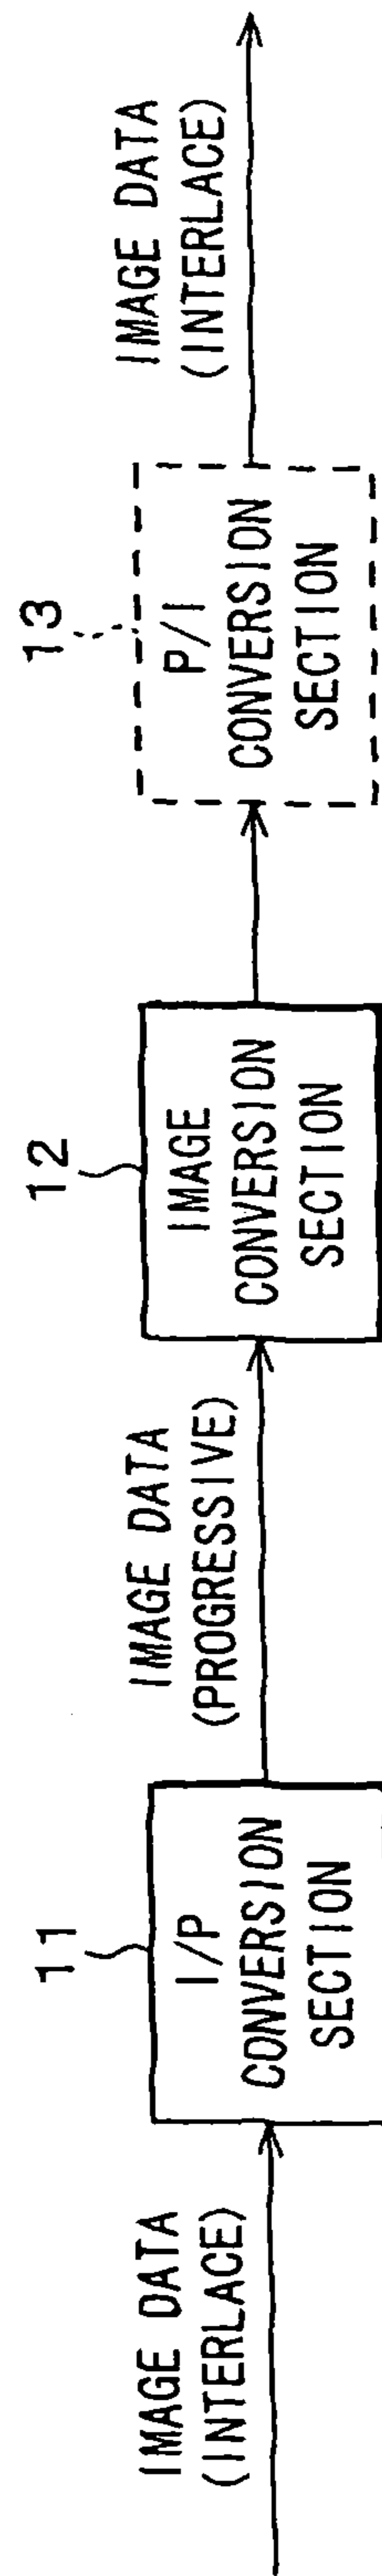 IMAGE DATA
(INTERLACE)
11
I/P
CONVERSION
SECTION
IMAGE DATA
(PROGRESSIVE)
12
IMAGE
CONVERSION
SECTION
13
P/I
CONVERSION
SECTION
IMAGE DATA
(INTERLACE)